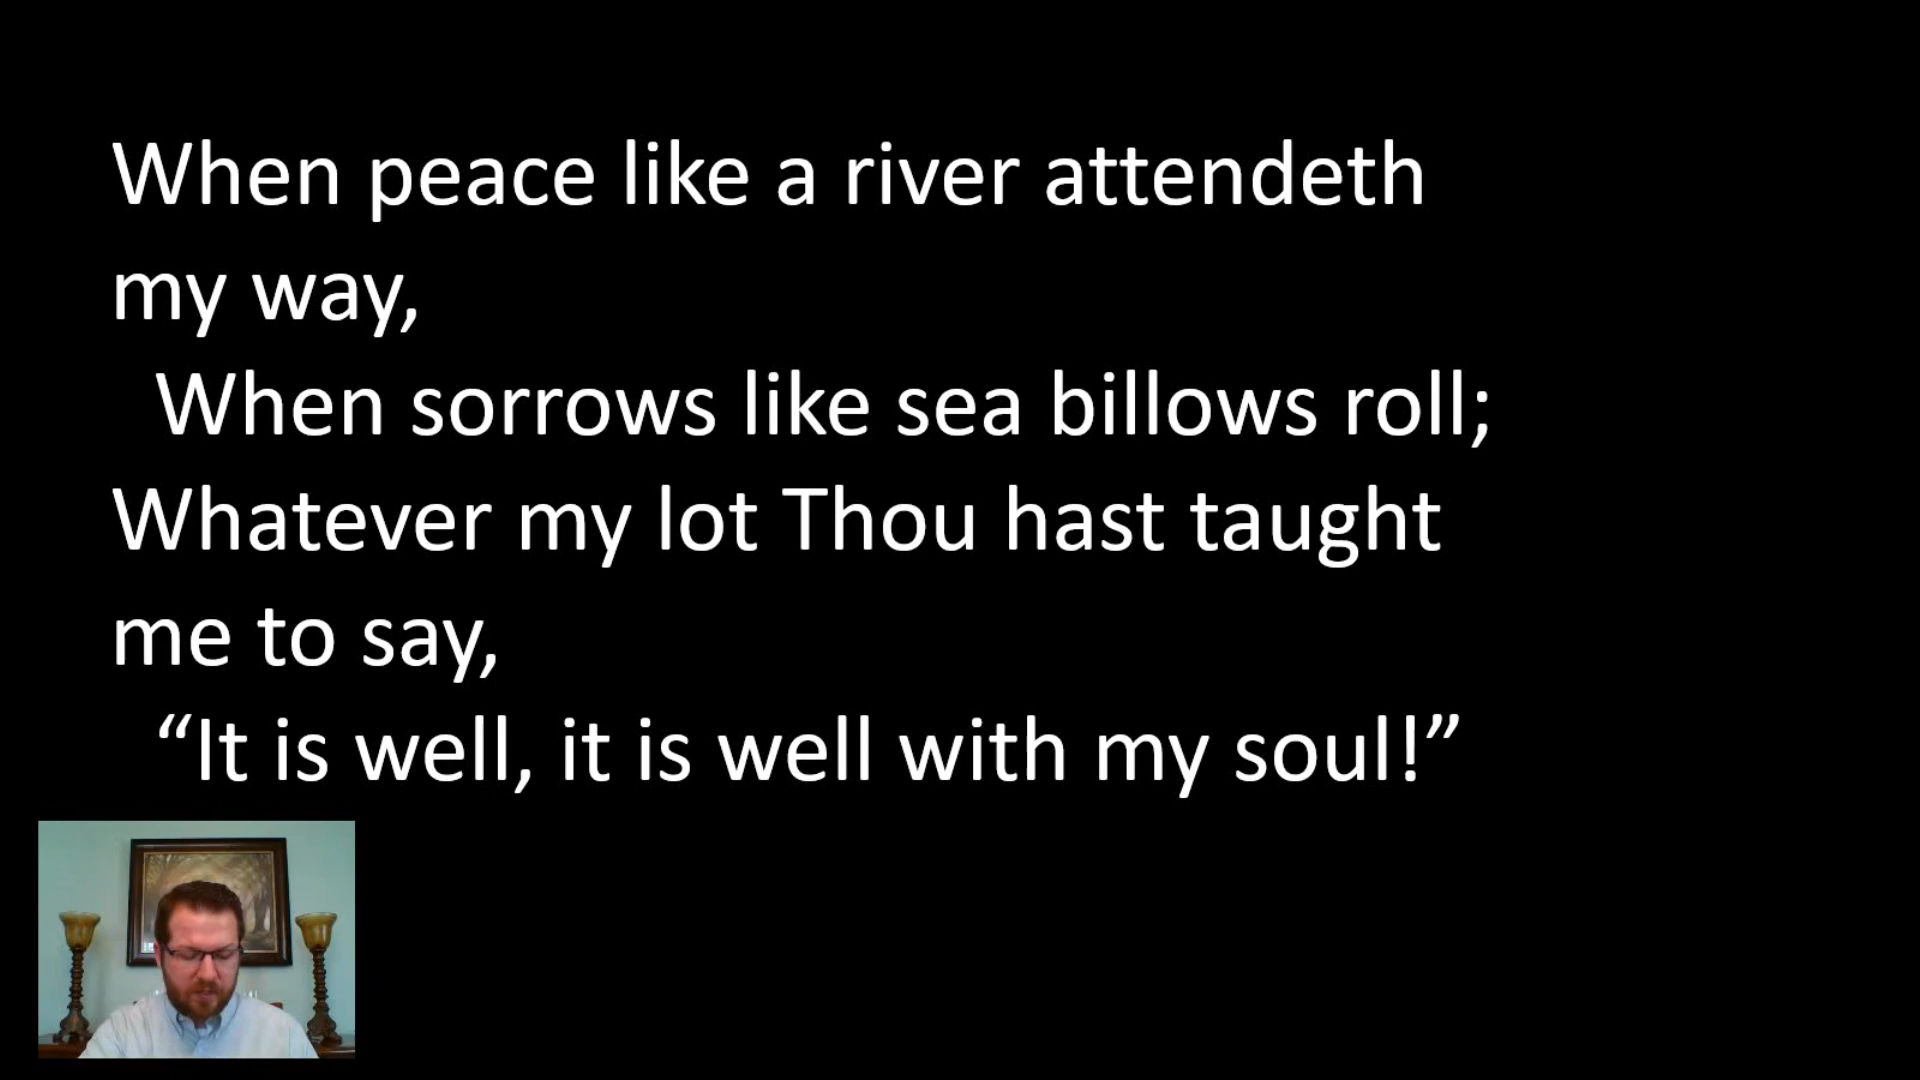 When peace like a river attendeth
my way,
When sorrows like sea billows roll;
Whatever my lot Thou hast taught
me to say,
“It is well, it is well with my soul!”